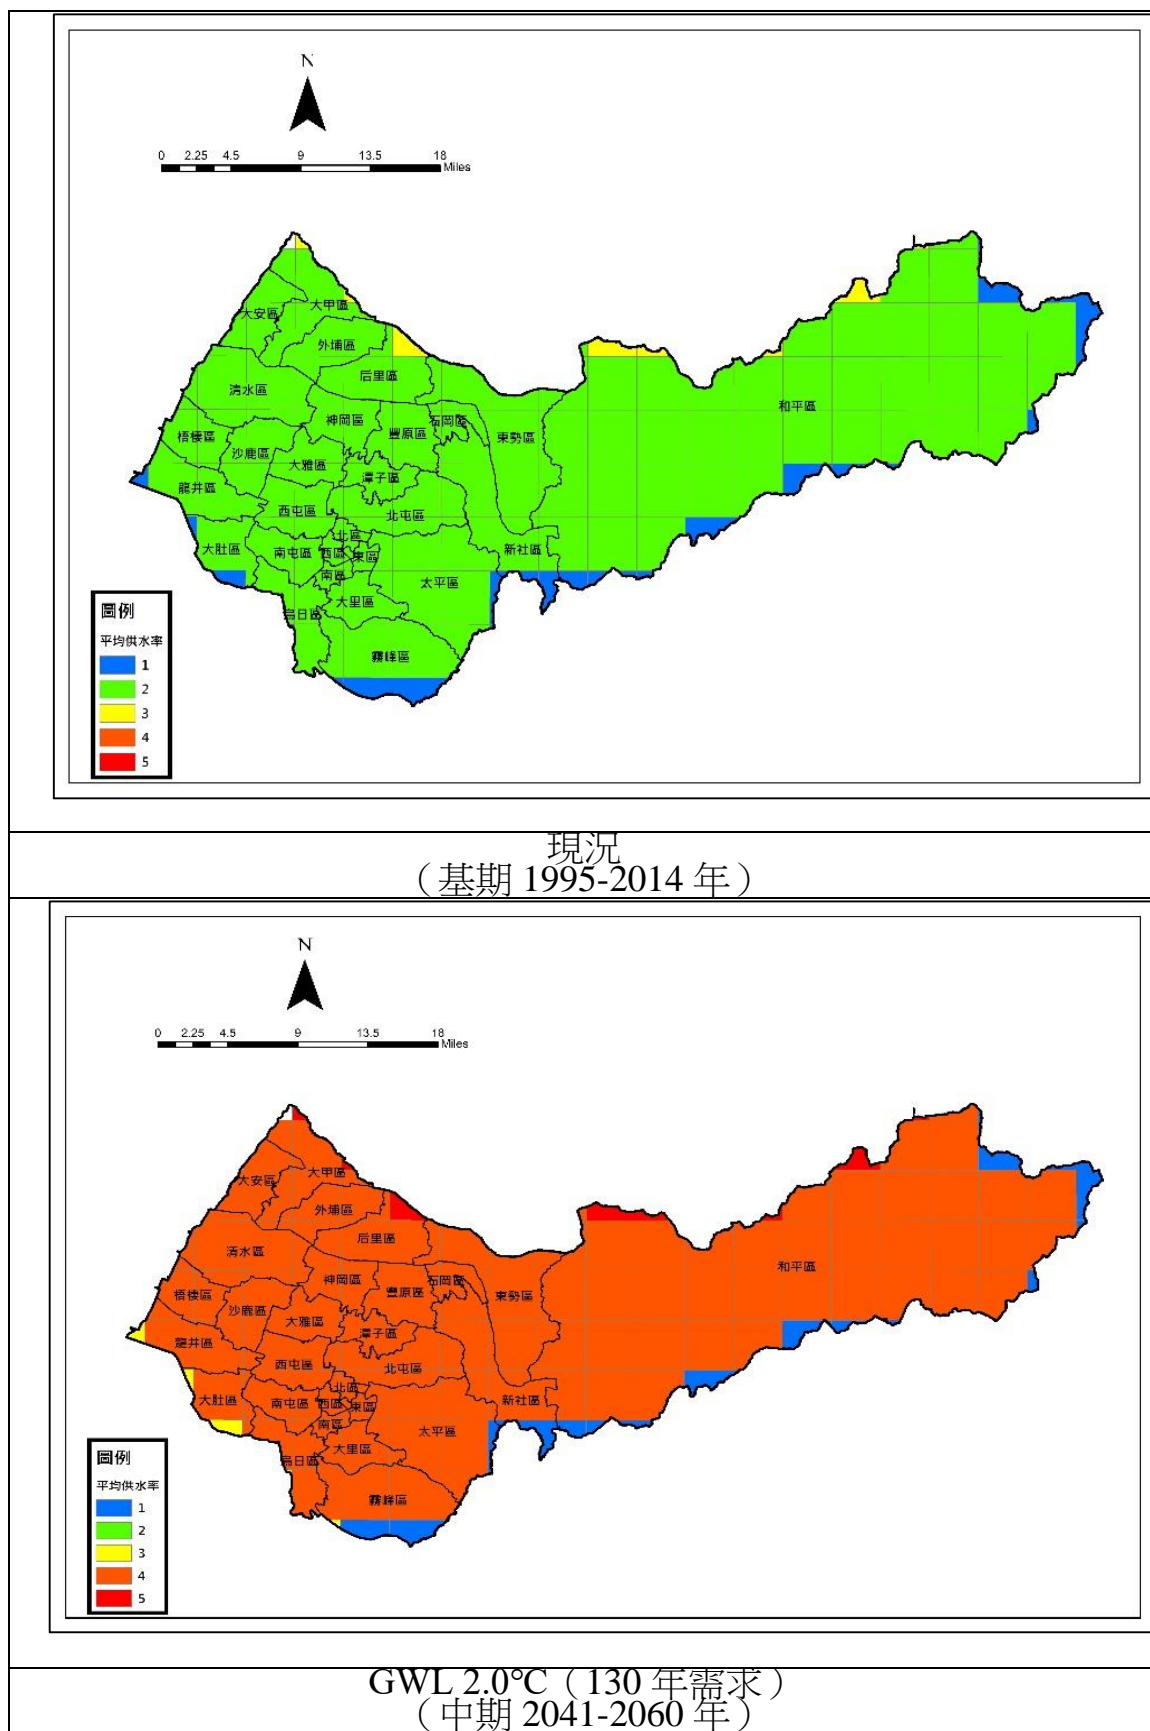 N
0 2.25 4.5 9 13.5 18
Miles
大甲區
大安區
外埔區
后里區
清水區
和平區
神岡區
豐原區
石岡區
梧棲區
東勢區
沙鹿區
大雅區
潭子區
龍井區
西屯區
北屯區
北區
大肚區
南屯區
西區
東區
新社區
南區
太平區
大里區
烏日區
霧峰區
圖例
平均供水率
1
2
3
4
5
現況
（基期 1995-2014 年）
N
0 2.25 4.5 9 13.5 18
Miles
大甲區
大安區
外埔區
后里區
清水區
和平區
神岡區
豐原區
石岡區
梧棲區
東勢區
沙鹿區
大雅區
潭子區
龍井區
西屯區
北屯區
北區
大肚區
南屯區
西區
東區
新社區
南區
太平區
大里區
烏日區
霧峰區
圖例
平均供水率
1
2
3
4
5
GWL 2.0°C（130 年需求）
（中期 2041-2060 年）